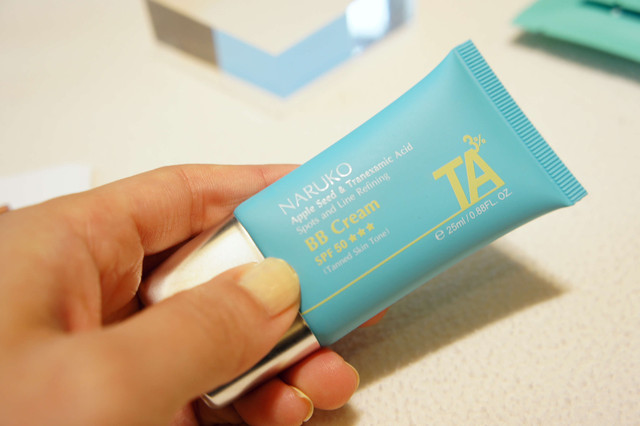 NARUKO
Apple Seed & Tranexamic Acid
Spots and Line Refining
BB Cream
SPF 50 ★★★
(Tanned Skin Tone)
3%
TA
℮ 25ml / 0.88FL OZ